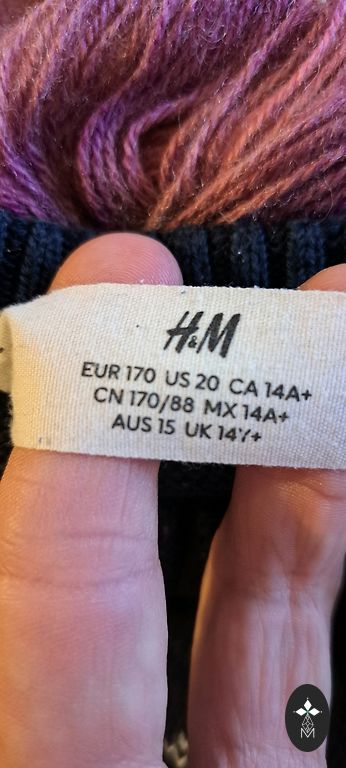 H&M
EUR 170 US 20 CA 14A+
CN 170/88 MX 14A+
AUS 15 UK 14Y+